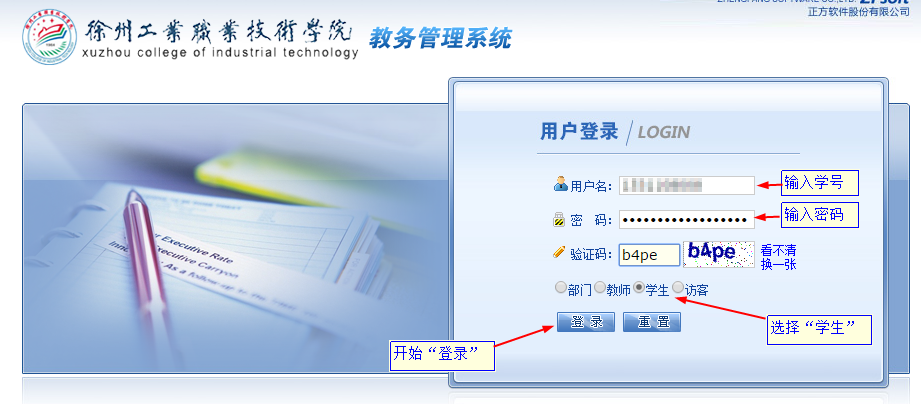 正方软件股份有限公司
徐州工業職業技術學院
xuzhou college of industrial technology
教务管理系统
用户登录 LOGIN
用户名：
输入学号
密 码：
••••••••••••••••••
输入密码
验证码：
b4pe
b4pe
看不清
换一张
部门 教师 学生 访客
登 录 重 置
选择“学生”
开始“登录”
Executive Rate
Executive Carryon
As a follow-up to the